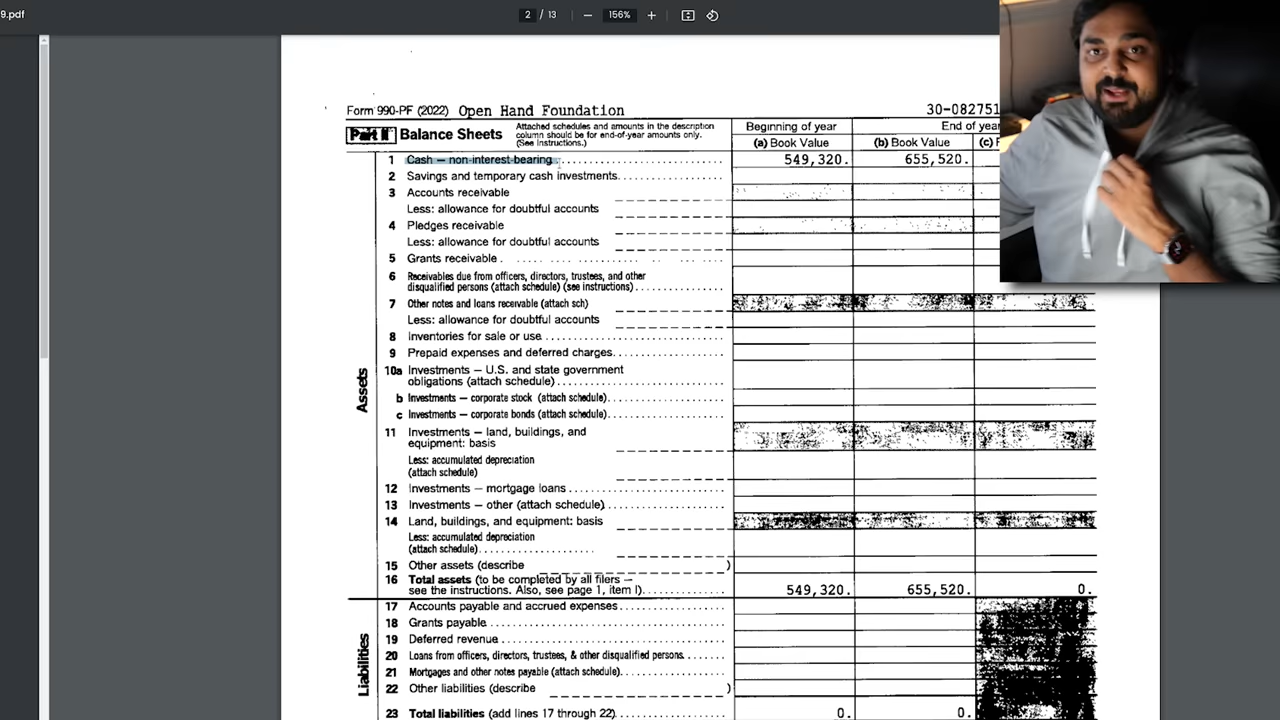 9.pdf
2 / 13
156%
Form 990-PF (2022) Open Hand Foundation 30-082751
Part II Balance Sheets
Attached schedules and amounts in the description
column should be for end-of-year amounts only.
(See instructions.)
Beginning of year
(a) Book Value
End of year
(b) Book Value
(c) F
1 Cash — non-interest-bearing 549,320. 655,520.
2 Savings and temporary cash investments
3 Accounts receivable
Less: allowance for doubtful accounts
4 Pledges receivable
Less: allowance for doubtful accounts
5 Grants receivable
6 Receivables due from officers, directors, trustees, and other
disqualified persons (attach schedule) (see instructions)
7 Other notes and loans receivable (attach sch)
Less: allowance for doubtful accounts
8 Inventories for sale or use
9 Prepaid expenses and deferred charges
10a Investments — U.S. and state government
obligations (attach schedule)
b Investments — corporate stock (attach schedule)
c Investments — corporate bonds (attach schedule)
11 Investments — land, buildings, and
equipment: basis
Less: accumulated depreciation
(attach schedule)
12 Investments — mortgage loans
13 Investments — other (attach schedule)
14 Land, buildings, and equipment: basis
Less: accumulated depreciation
(attach schedule)
15 Other assets (describe )
16 Total assets (to be completed by all filers —
see the instructions. Also, see page 1, item I) 549,320. 655,520. 0.
17 Accounts payable and accrued expenses
18 Grants payable
19 Deferred revenue
20 Loans from officers, directors, trustees, & other disqualified persons
21 Mortgages and other notes payable (attach schedule)
22 Other liabilities (describe )
23 Total liabilities (add lines 17 through 22) 0. 0.
Assets
Liabilities